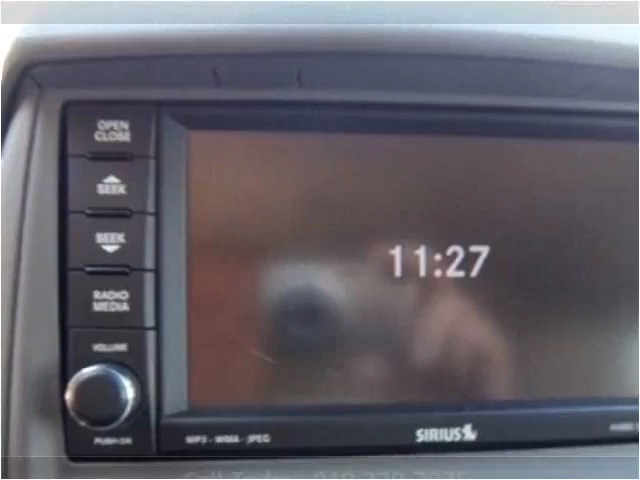 OPEN
CLOSE
SEEK
SEEK
RADIO
MEDIA
11:27
VOLUME
PUSH ON
MP3 - WMA - JPEG
SIRIUS